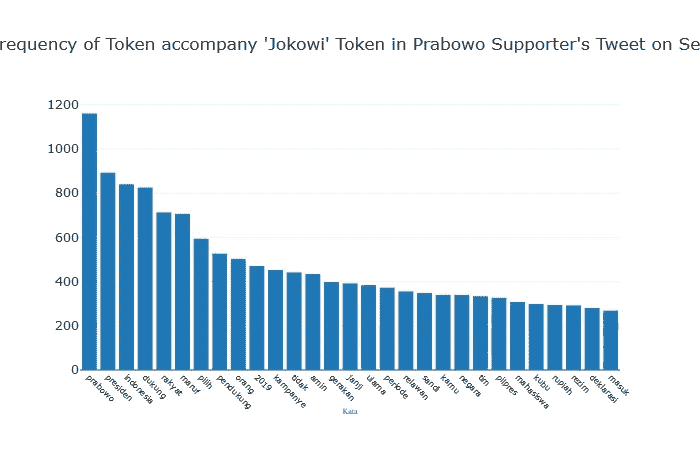 requency of Token accompany 'Jokowi' Token in Prabowo Supporter's Tweet on Se
1200
1000
800
600
400
200
0
prabowo
presiden
indonesia
dukung
rakyat
maruf
pilih
pendukung
orang
2019
kampanye
tidak
amin
gerakan
janji
ulama
periode
relawan
sandi
kamu
negara
tim
pilpres
mahasiswa
kubu
rupiah
rezim
deklarasi
masuk
Kata